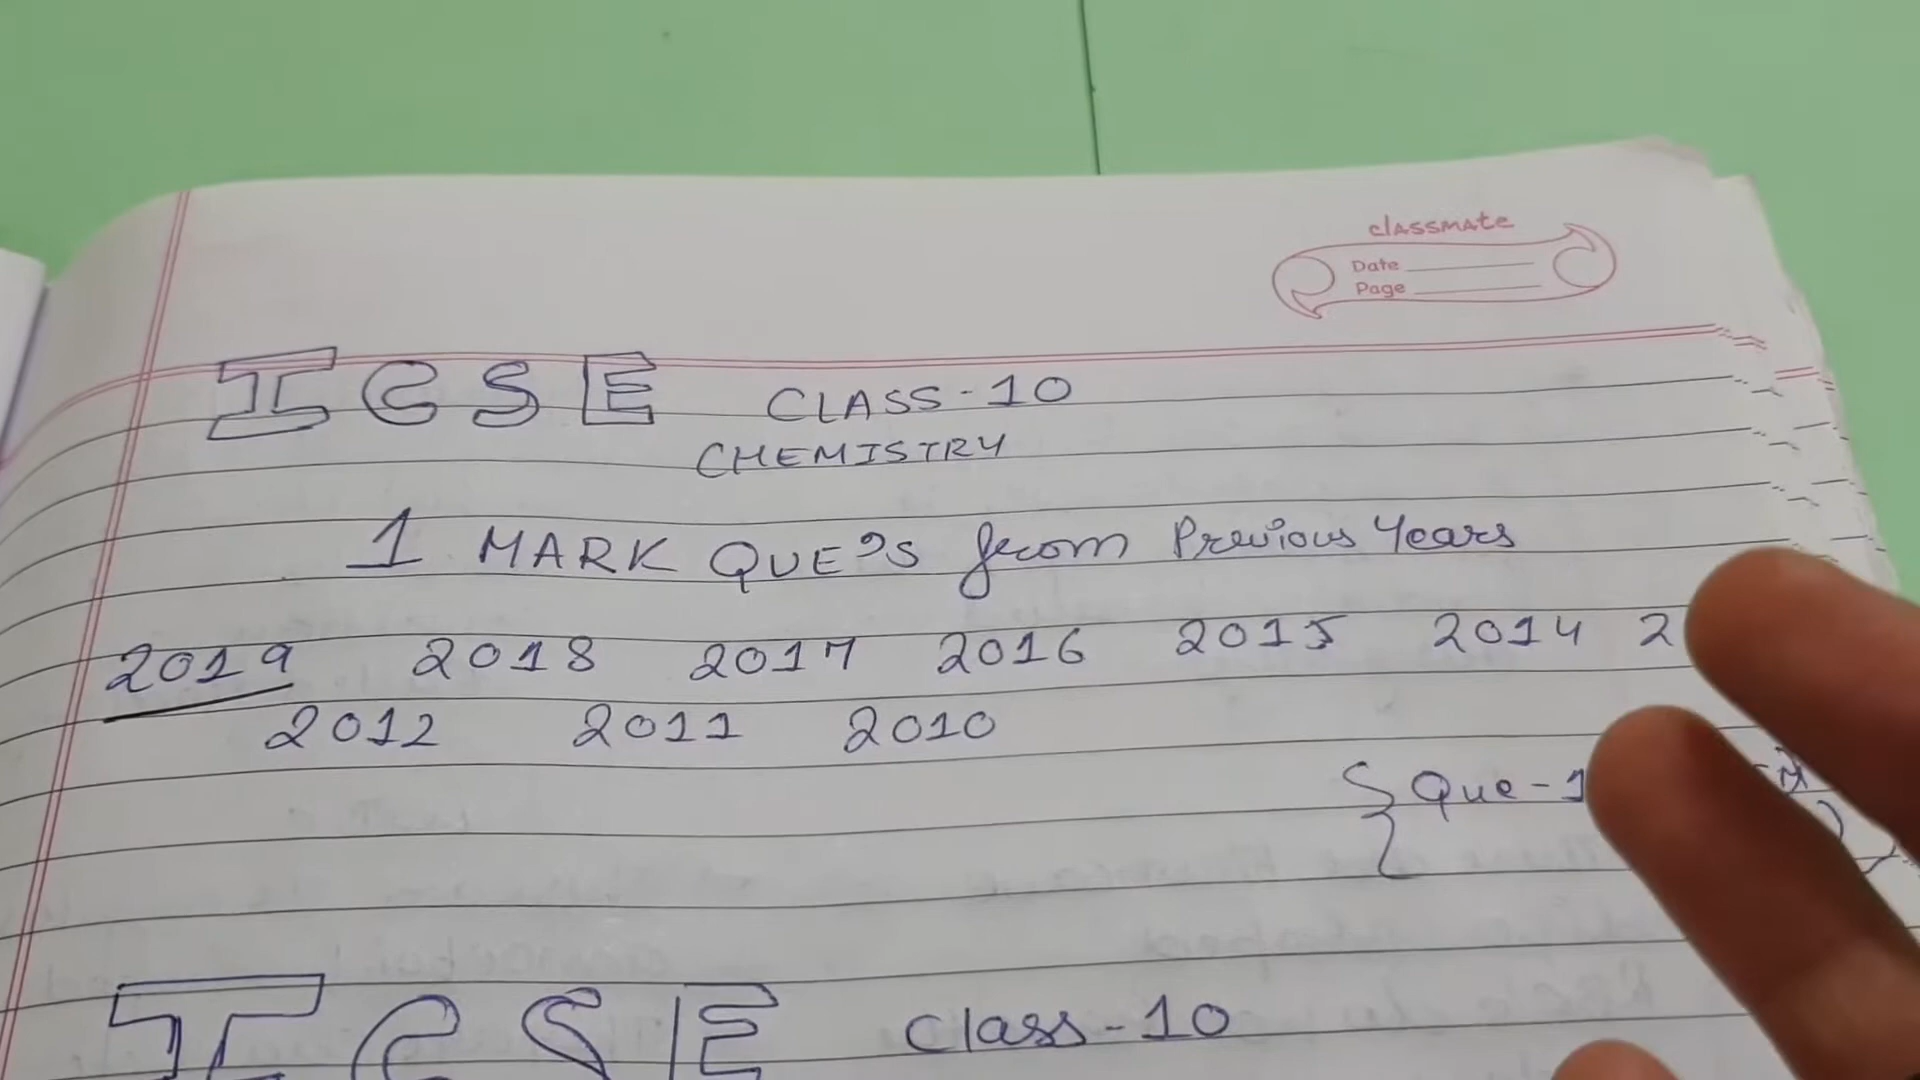 classmate
Date
Page
ICSE CLASS-10
CHEMISTRY
1 MARK QUE'S from Previous Years
2019 2018 2017 2016 2015 2014
2012 2011 2010
{ Que-1
ICSE Class-10